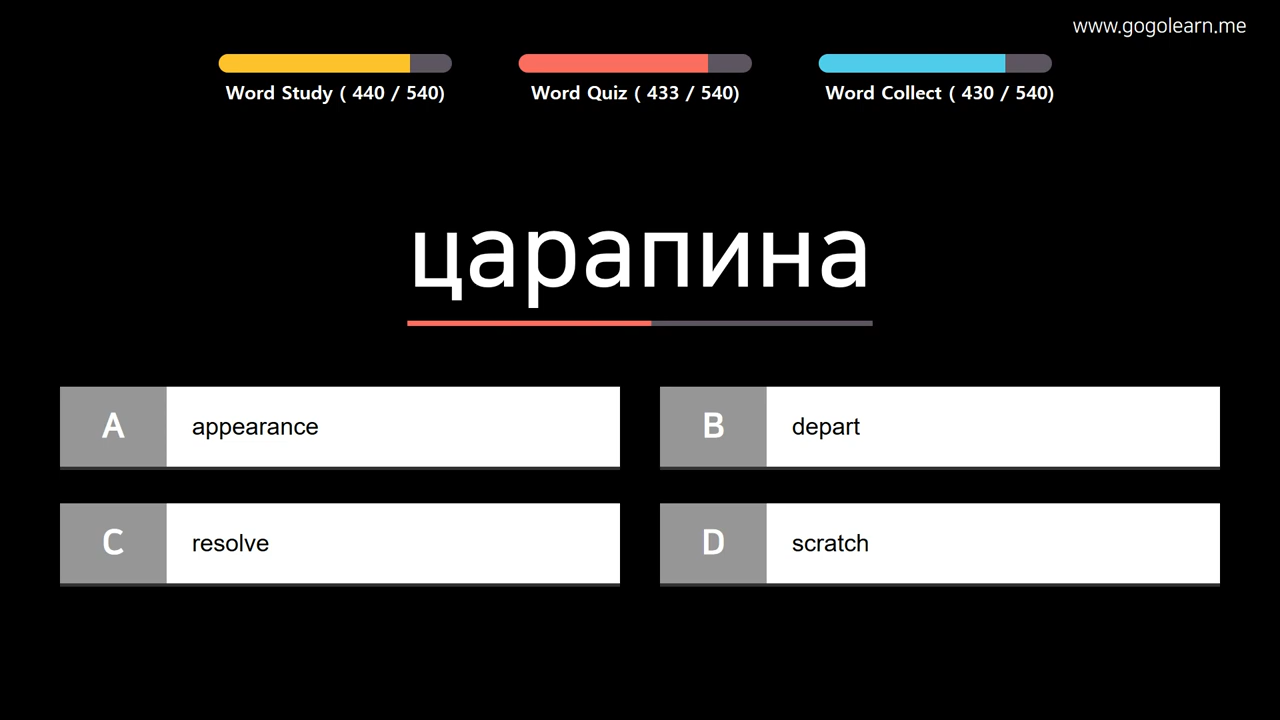 www.gogolearn.me
Word Study ( 440 / 540)
Word Quiz ( 433 / 540)
Word Collect ( 430 / 540)
царапина
A appearance
B depart
C resolve
D scratch